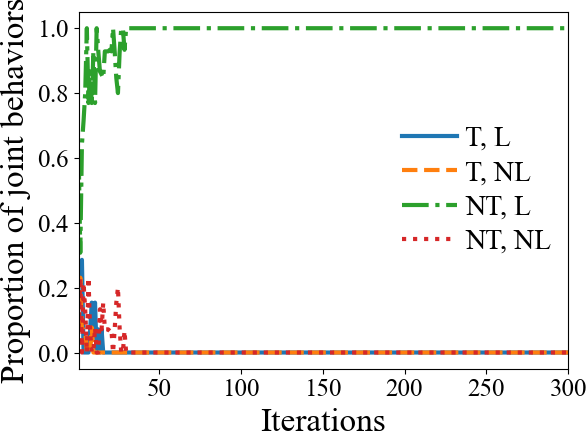 Proportion of joint behaviors
1.0
0.8
0.6
0.4
0.2
0.0
T, L
T, NL
NT, L
NT, NL
50 100 150 200 250 300
Iterations